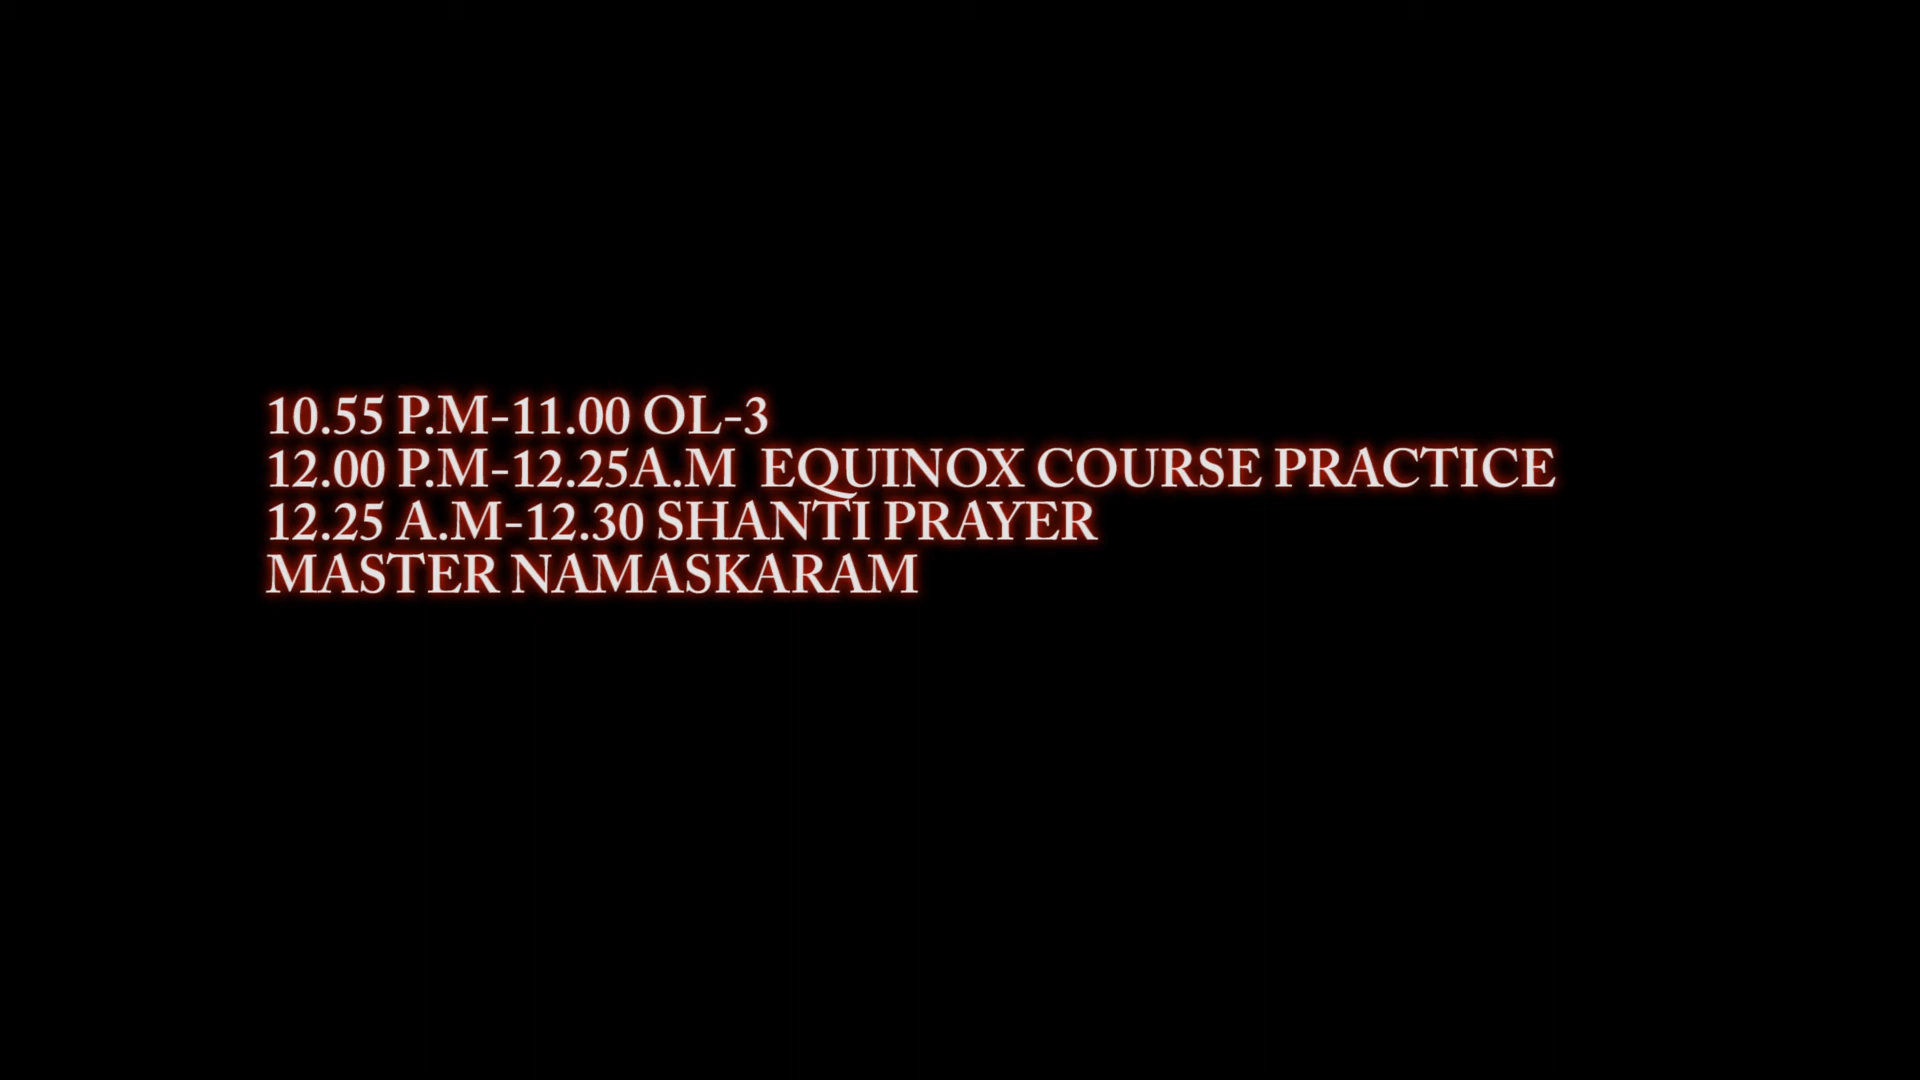 10.55 P.M-11.00 OL-3
12.00 P.M-12.25A.M  EQUINOX COURSE PRACTICE
12.25 A.M-12.30 SHANTI PRAYER
MASTER NAMASKARAM